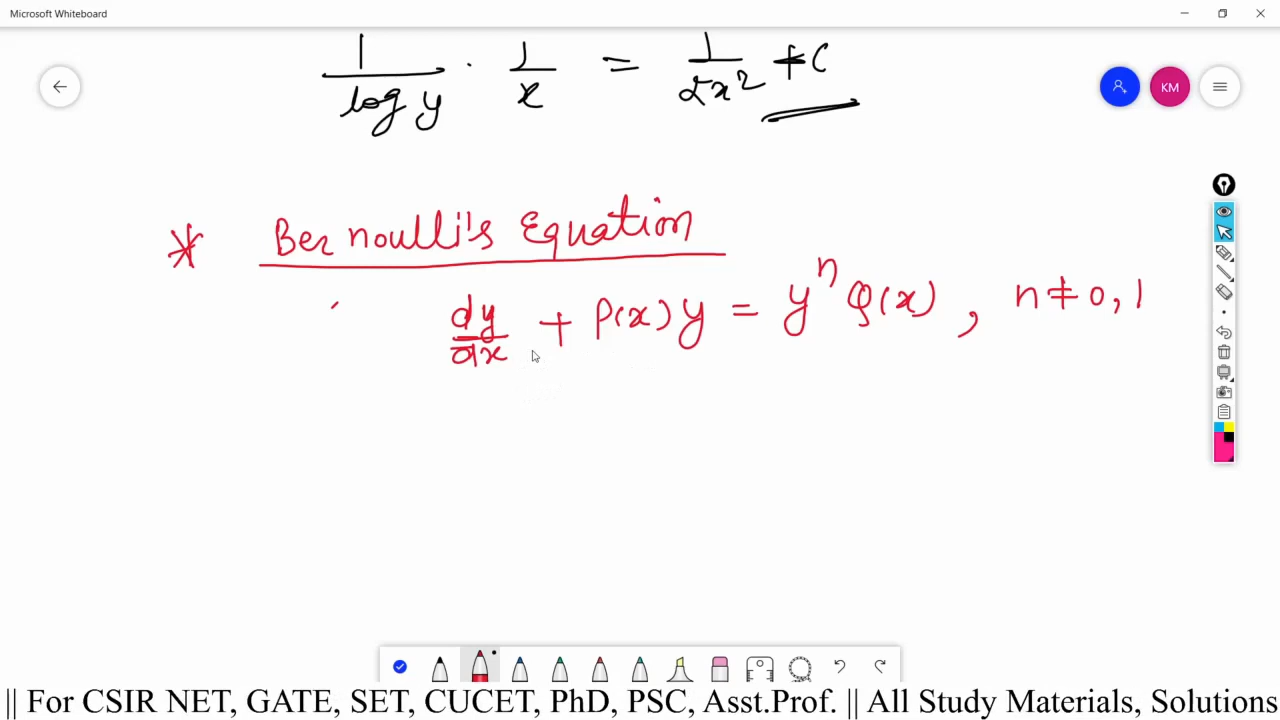 Microsoft Whiteboard
1/log y · 1/x = 1/2x² + C
KM
* Bernoulli's Equation
dy/dx + P(x) y = yⁿ Q(x) , n ≠ 0, 1
|| For CSIR NET, GATE, SET, CUCET, PhD, PSC, Asst.Prof. || All Study Materials, Solutions